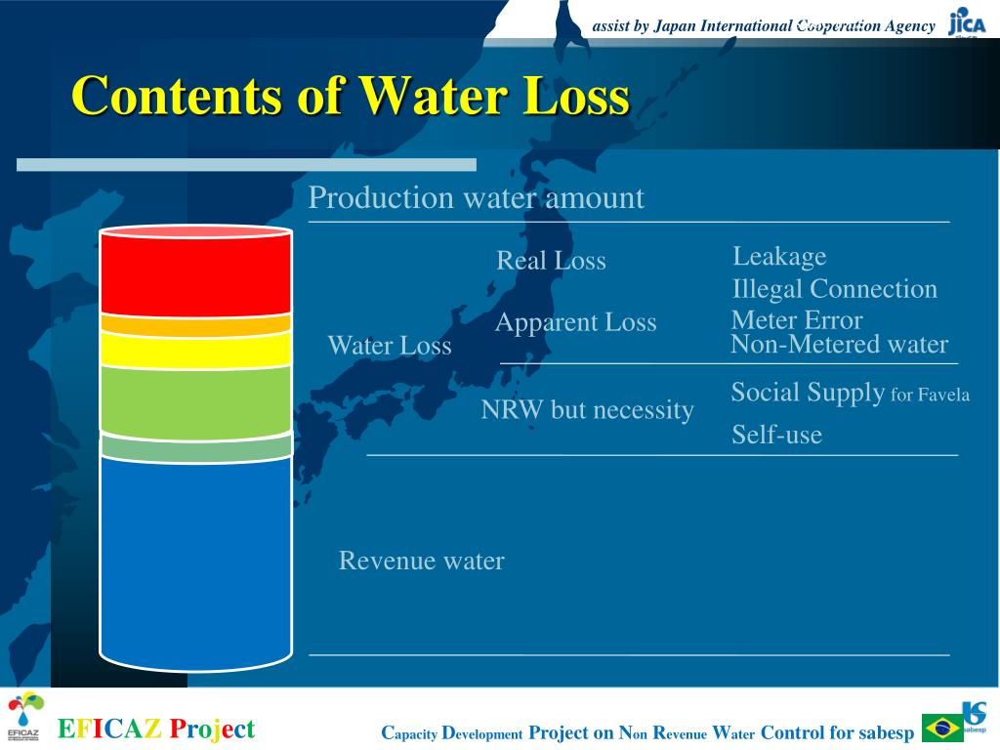 assist by Japan International Cooperation Agency
jica
Contents of Water Loss
Production water amount
Real Loss
Leakage
Illegal Connection
Apparent Loss
Meter Error
Water Loss
Non-Metered water
NRW but necessity
Social Supply for Favela
Self-use
Revenue water
EFICAZ
EFICAZ Project
Capacity Development Project on Non Revenue Water Control for sabesp
sabesp